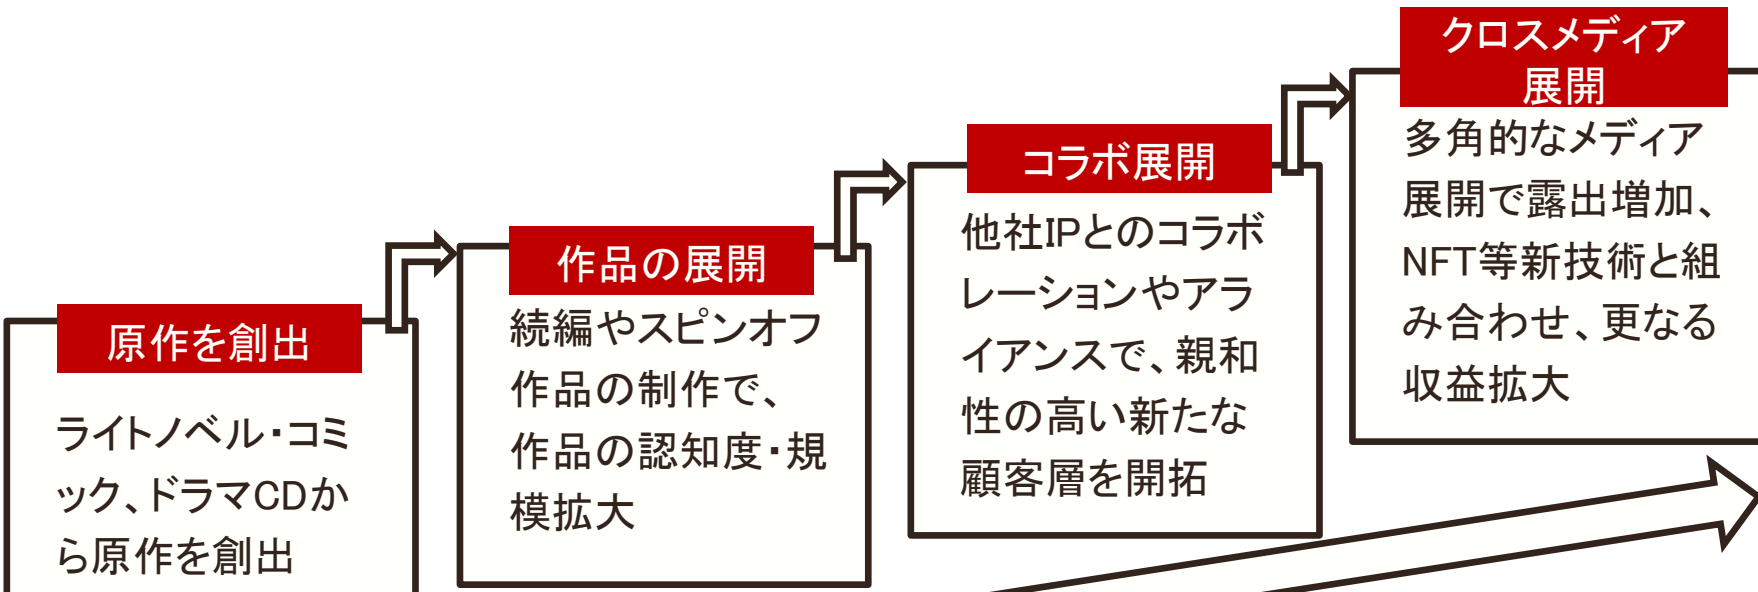 原作を創出
ライトノベル・コミ
ック、ドラマCDか
ら原作を創出
作品の展開
続編やスピンオフ
作品の制作で、
作品の認知度・規
模拡大
コラボ展開
他社IPとのコラボ
レーションやアラ
イアンスで、親和
性の高い新たな
顧客層を開拓
クロスメディア
展開
多角的なメディア
展開で露出増加、
NFT等新技術と組
み合わせ、更なる
収益拡大